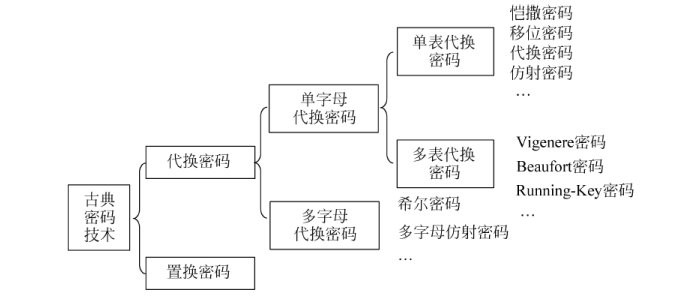 恺撒密码
移位密码
代换密码
仿射密码
…
单表代换
密码
单字母
代换密码
多表代换
密码
Vigenere密码
Beaufort密码
Running-Key密码
…
代换密码
古典
密码
技术
多字母
代换密码
希尔密码
多字母仿射密码
…
置换密码